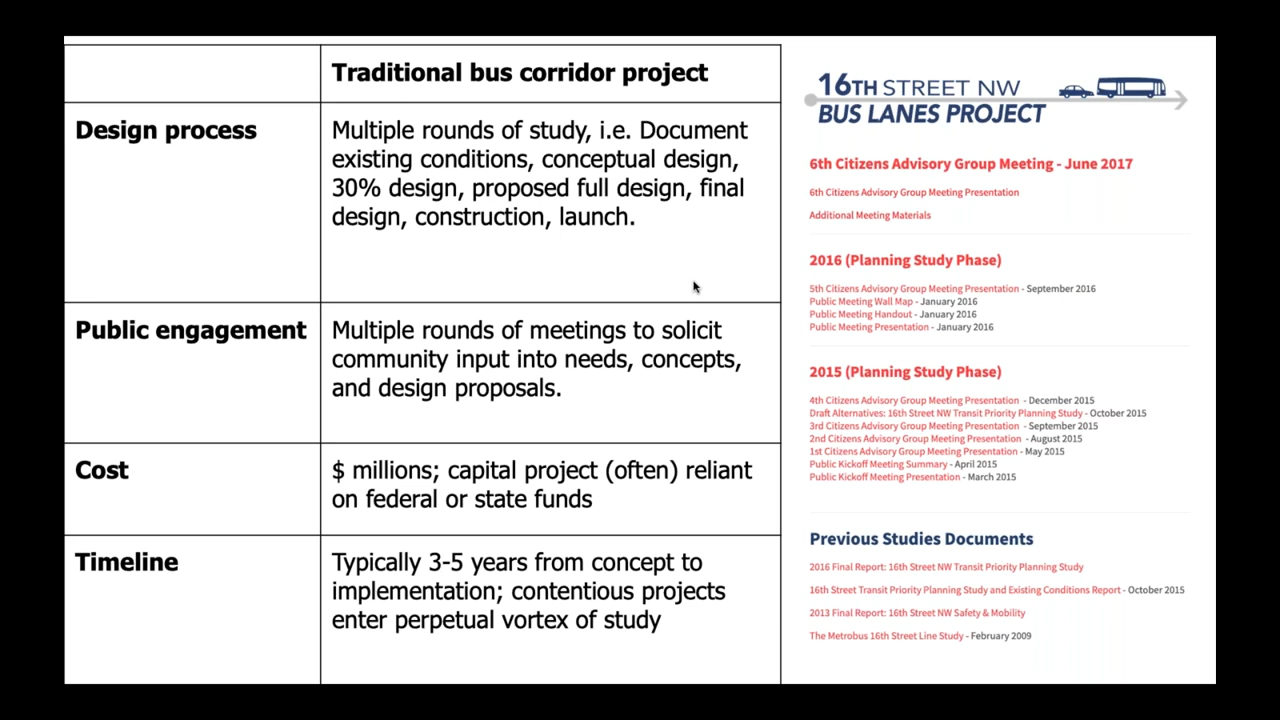 Traditional bus corridor project
Design process
Multiple rounds of study, i.e. Document
existing conditions, conceptual design,
30% design, proposed full design, final
design, construction, launch.
Public engagement
Multiple rounds of meetings to solicit
community input into needs, concepts,
and design proposals.
Cost
$ millions; capital project (often) reliant
on federal or state funds
Timeline
Typically 3-5 years from concept to
implementation; contentious projects
enter perpetual vortex of study
16TH STREET NW
BUS LANES PROJECT
6th Citizens Advisory Group Meeting - June 2017
6th Citizens Advisory Group Meeting Presentation
Additional Meeting Materials
2016 (Planning Study Phase)
5th Citizens Advisory Group Meeting Presentation - September 2016
Public Meeting Wall Map - January 2016
Public Meeting Handout - January 2016
Public Meeting Presentation - January 2016
2015 (Planning Study Phase)
4th Citizens Advisory Group Meeting Presentation - December 2015
Draft Alternatives: 16th Street NW Transit Priority Planning Study - October 2015
3rd Citizens Advisory Group Meeting Presentation - September 2015
2nd Citizens Advisory Group Meeting Presentation - August 2015
1st Citizens Advisory Group Meeting Presentation - May 2015
Public Kickoff Meeting Summary - April 2015
Public Kickoff Meeting Presentation - March 2015
Previous Studies Documents
2016 Final Report: 16th Street NW Transit Priority Planning Study
16th Street Transit Priority Planning Study and Existing Conditions Report - October 2015
2013 Final Report: 16th Street NW Safety & Mobility
The Metrobus 16th Street Line Study - February 2009